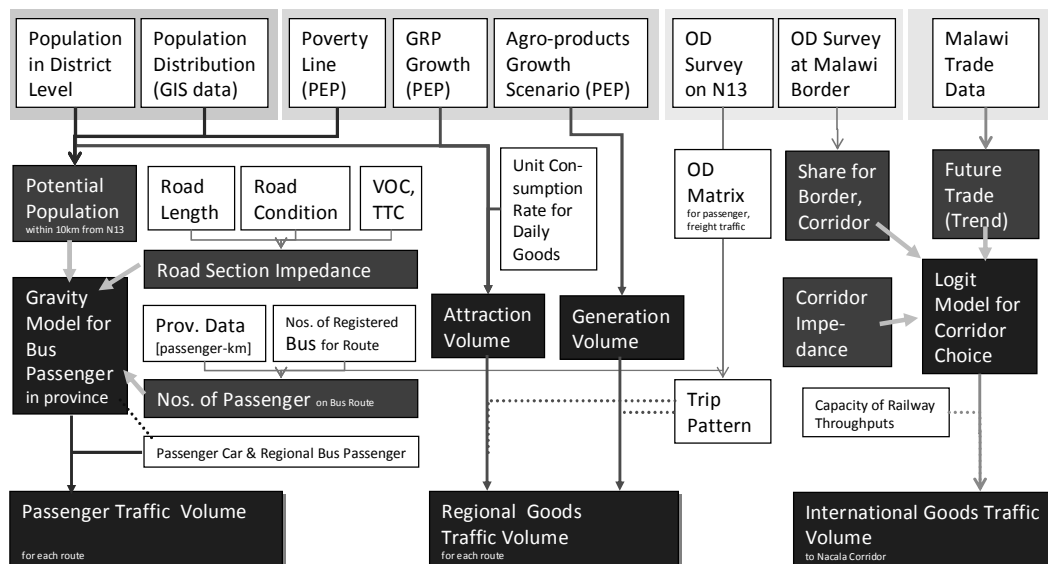 Population
in District
Level
Population
Distribution
(GIS data)
Poverty
Line
(PEP)
GRP
Growth
(PEP)
Agro-products
Growth
Scenario (PEP)
OD
Survey
on N13
OD Survey
at Malawi
Border
Malawi
Trade
Data
Potential
Population
within 10km from N13
Road
Length
Road
Condition
VOC,
TTC
Unit Con-
sumption
Rate for
Daily
Goods
OD
Matrix
for passenger,
freight traffic
Share for
Border,
Corridor
Future
Trade
(Trend)
Road Section Impedance
Gravity
Model for
Bus
Passenger
in province
Prov. Data
[passenger-km]
Nos. of Registered
Bus for Route
Attraction
Volume
Generation
Volume
Corridor
Impe-
dance
Logit
Model for
Corridor
Choice
Nos. of Passenger on Bus Route
Trip
Pattern
Capacity of Railway
Throughputs
Passenger Car & Regional Bus Passenger
Passenger Traffic Volume
for each route
Regional Goods
Traffic Volume
for each route
International Goods Traffic
Volume
to Nacala Corridor